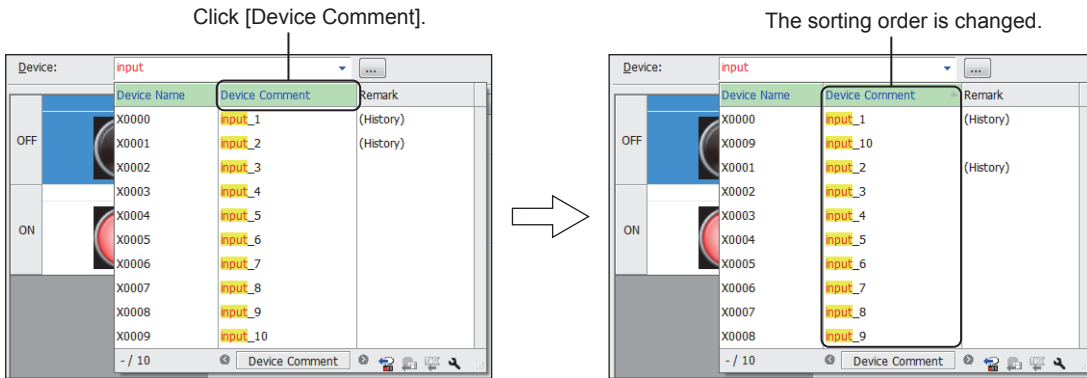 Click [Device Comment].
The sorting order is changed.
Device: input ...
Device Name Device Comment Remark
X0000 input_1 (History)
X0001 input_2 (History)
X0002 input_3
X0003 input_4
X0004 input_5
X0005 input_6
X0006 input_7
X0007 input_8
X0008 input_9
X0009 input_10
OFF
ON
- / 10 Device Comment
Device: input ...
Device Name Device Comment Remark
X0000 input_1 (History)
X0009 input_10
X0001 input_2 (History)
X0002 input_3
X0003 input_4
X0004 input_5
X0005 input_6
X0006 input_7
X0007 input_8
X0008 input_9
OFF
ON
- / 10 Device Comment